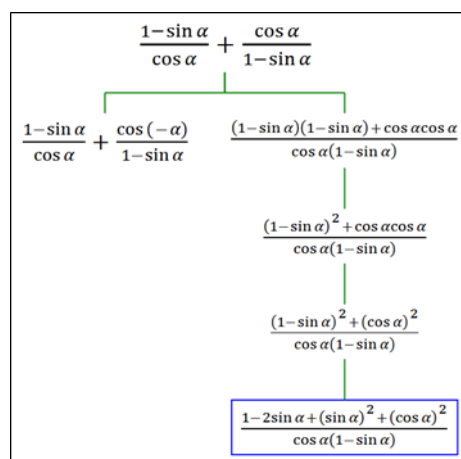 (1−sin α)/(cos α) + (cos α)/(1−sin α)
(1−sin α)/(cos α) + (cos (−α))/(1−sin α)
((1−sin α)(1−sin α)+cos αcos α)/(cos α(1−sin α))
((1−sin α)²+cos αcos α)/(cos α(1−sin α))
((1−sin α)²+(cos α)²)/(cos α(1−sin α))
(1−2sin α+(sin α)²+(cos α)²)/(cos α(1−sin α))